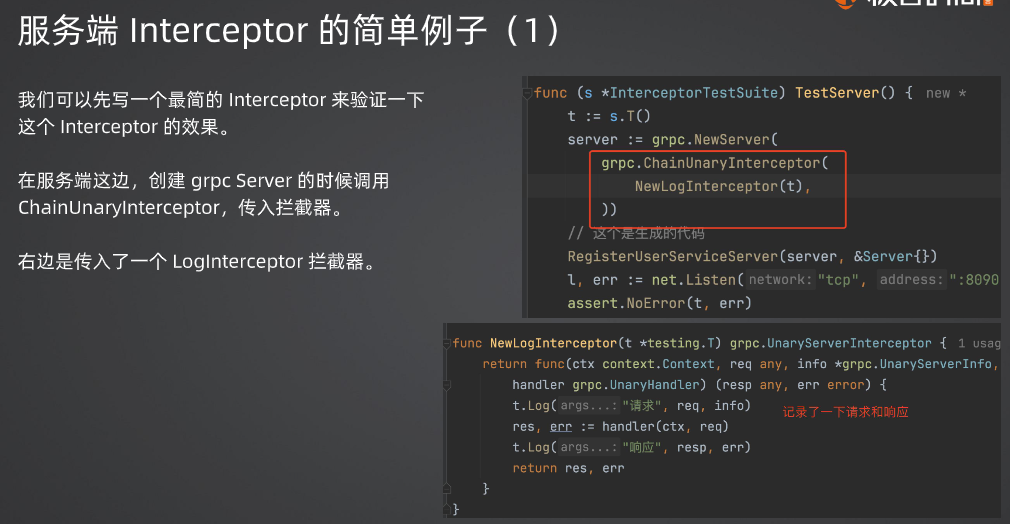 服务端 Interceptor 的简单例子（1）
我们可以先写一个最简的 Interceptor 来验证一下
这个 Interceptor 的效果。
在服务端这边，创建 grpc Server 的时候调用
ChainUnaryInterceptor，传入拦截器。
右边是传入了一个 LogInterceptor 拦截器。
func (s *InterceptorTestSuite) TestServer() { new *
t := s.T()
server := grpc.NewServer(
grpc.ChainUnaryInterceptor(
NewLogInterceptor(t),
))
// 这个是生成的代码
RegisterUserServiceServer(server, &Server{})
l, err := net.Listen( network: "tcp", address: ":8090
assert.NoError(t, err)
func NewLogInterceptor(t *testing.T) grpc.UnaryServerInterceptor { 1 usag
return func(ctx context.Context, req any, info *grpc.UnaryServerInfo,
handler grpc.UnaryHandler) (resp any, err error) {
t.Log( args...: "请求", req, info)
记录了一下请求和响应
res, err := handler(ctx, req)
t.Log( args...: "响应", resp, err)
return res, err
}
}